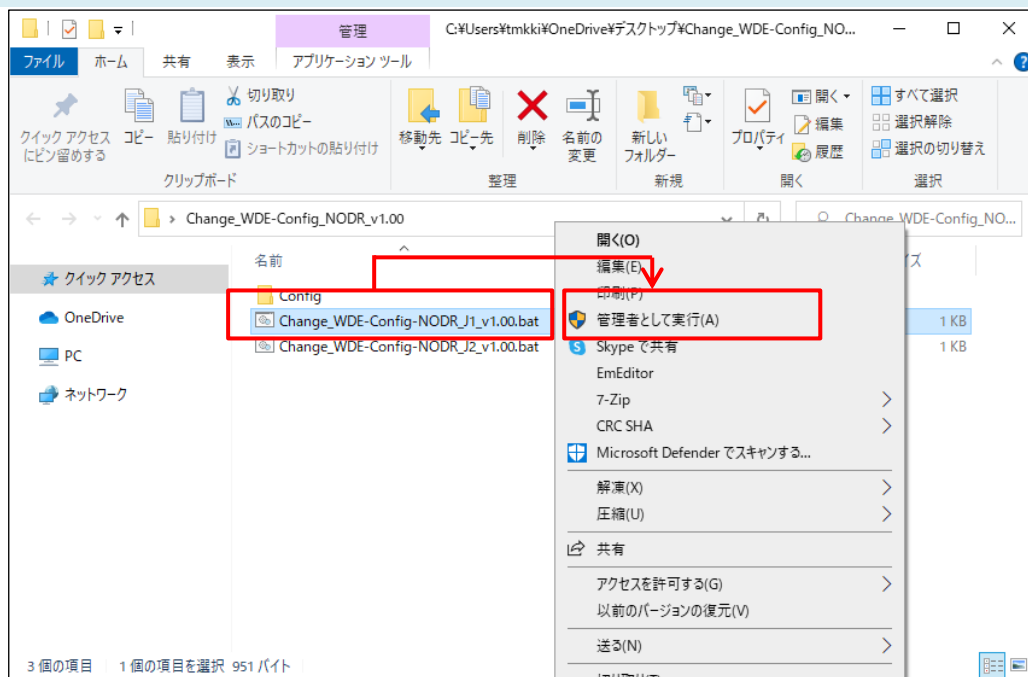 管理
C:¥Users¥tmkki¥OneDrive¥デスクトップ¥Change_WDE-Config_NO...
ファイル ホーム 共有 表示 アプリケーション ツール
クイック アクセス
にピン留めする
コピー
貼り付け
切り取り
パスのコピー
ショートカットの貼り付け
移動先
コピー先
削除
名前の
変更
新しい
フォルダー
プロパティ
開く
編集
履歴
すべて選択
選択解除
選択の切り替え
クリップボード 整理 新規 開く 選択
Change_WDE-Config_NODR_v1.00
Change_WDE-Config_NO...
名前
クイック アクセス
OneDrive
PC
ネットワーク
Config
Change_WDE-Config-NODR_J1_v1.00.bat
1 KB
Change_WDE-Config-NODR_J2_v1.00.bat
1 KB
開く(O)
編集(E)
印刷(P)
管理者として実行(A)
Skype で共有
EmEditor
7-Zip
CRC SHA
Microsoft Defender でスキャンする...
解凍(X)
圧縮(U)
共有
アクセスを許可する(G)
以前のバージョンの復元(V)
送る(N)
3 個の項目 1 個の項目を選択 951 バイト